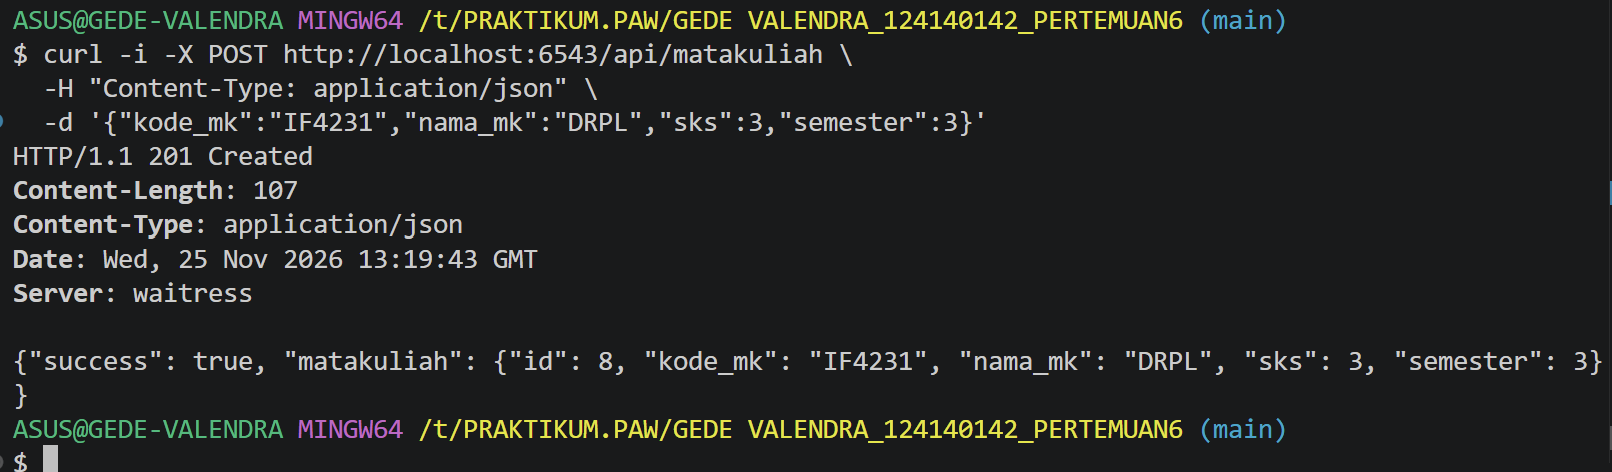 ASUS@GEDE-VALENDRA MINGW64 /t/PRAKTIKUM.PAW/GEDE VALENDRA_124140142_PERTEMUAN6 (main)
$ curl -i -X POST http://localhost:6543/api/matakuliah \
  -H "Content-Type: application/json" \
  -d '{"kode_mk":"IF4231","nama_mk":"DRPL","sks":3,"semester":3}'
HTTP/1.1 201 Created
Content-Length: 107
Content-Type: application/json
Date: Wed, 25 Nov 2026 13:19:43 GMT
Server: waitress

{"success": true, "matakuliah": {"id": 8, "kode_mk": "IF4231", "nama_mk": "DRPL", "sks": 3, "semester": 3}
}
ASUS@GEDE-VALENDRA MINGW64 /t/PRAKTIKUM.PAW/GEDE VALENDRA_124140142_PERTEMUAN6 (main)
$